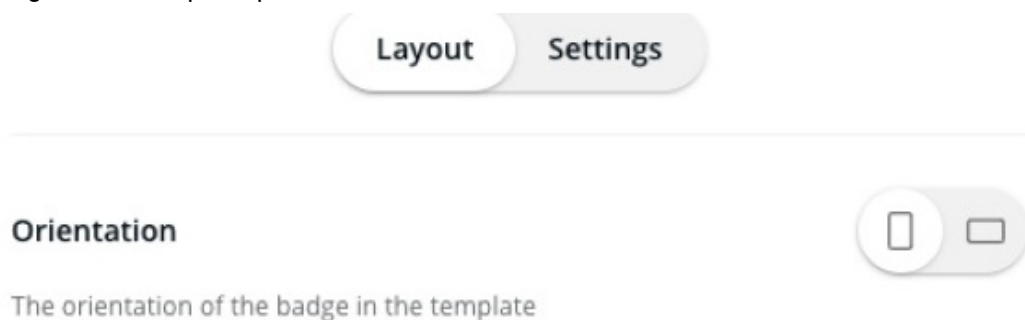 Layout Settings
Orientation
The orientation of the badge in the template